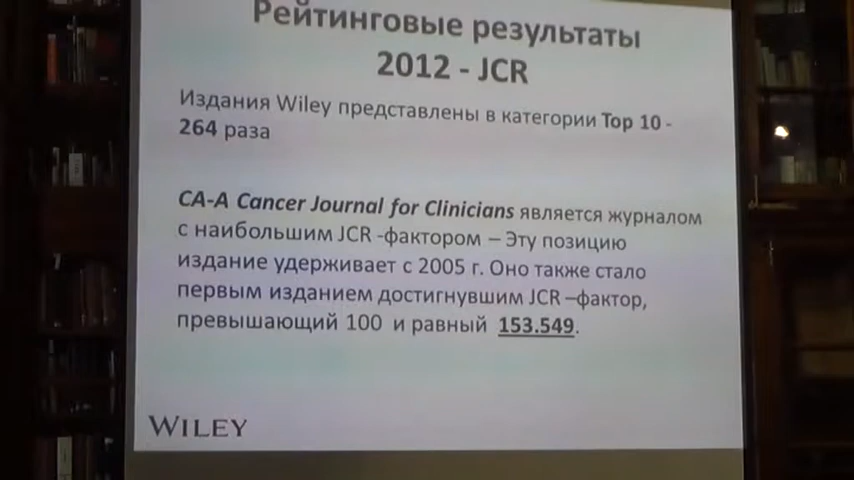 Рейтинговые результаты
2012 - JCR
Издания Wiley представлены в категории Top 10 -
264 раза
CA-A Cancer Journal for Clinicians является журналом
с наибольшим JCR -фактором – Эту позицию
издание удерживает с 2005 г. Оно также стало
первым изданием достигнувшим JCR –фактор,
превышающий 100 и равный 153.549.
WILEY